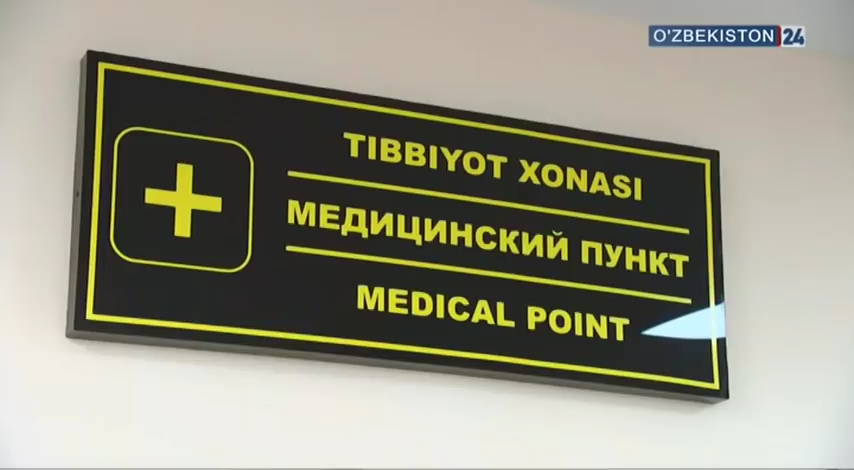 O'ZBEKISTON 24
TIBBIYOT XONASI
МЕДИЦИНСКИЙ ПУНКТ
MEDICAL POINT